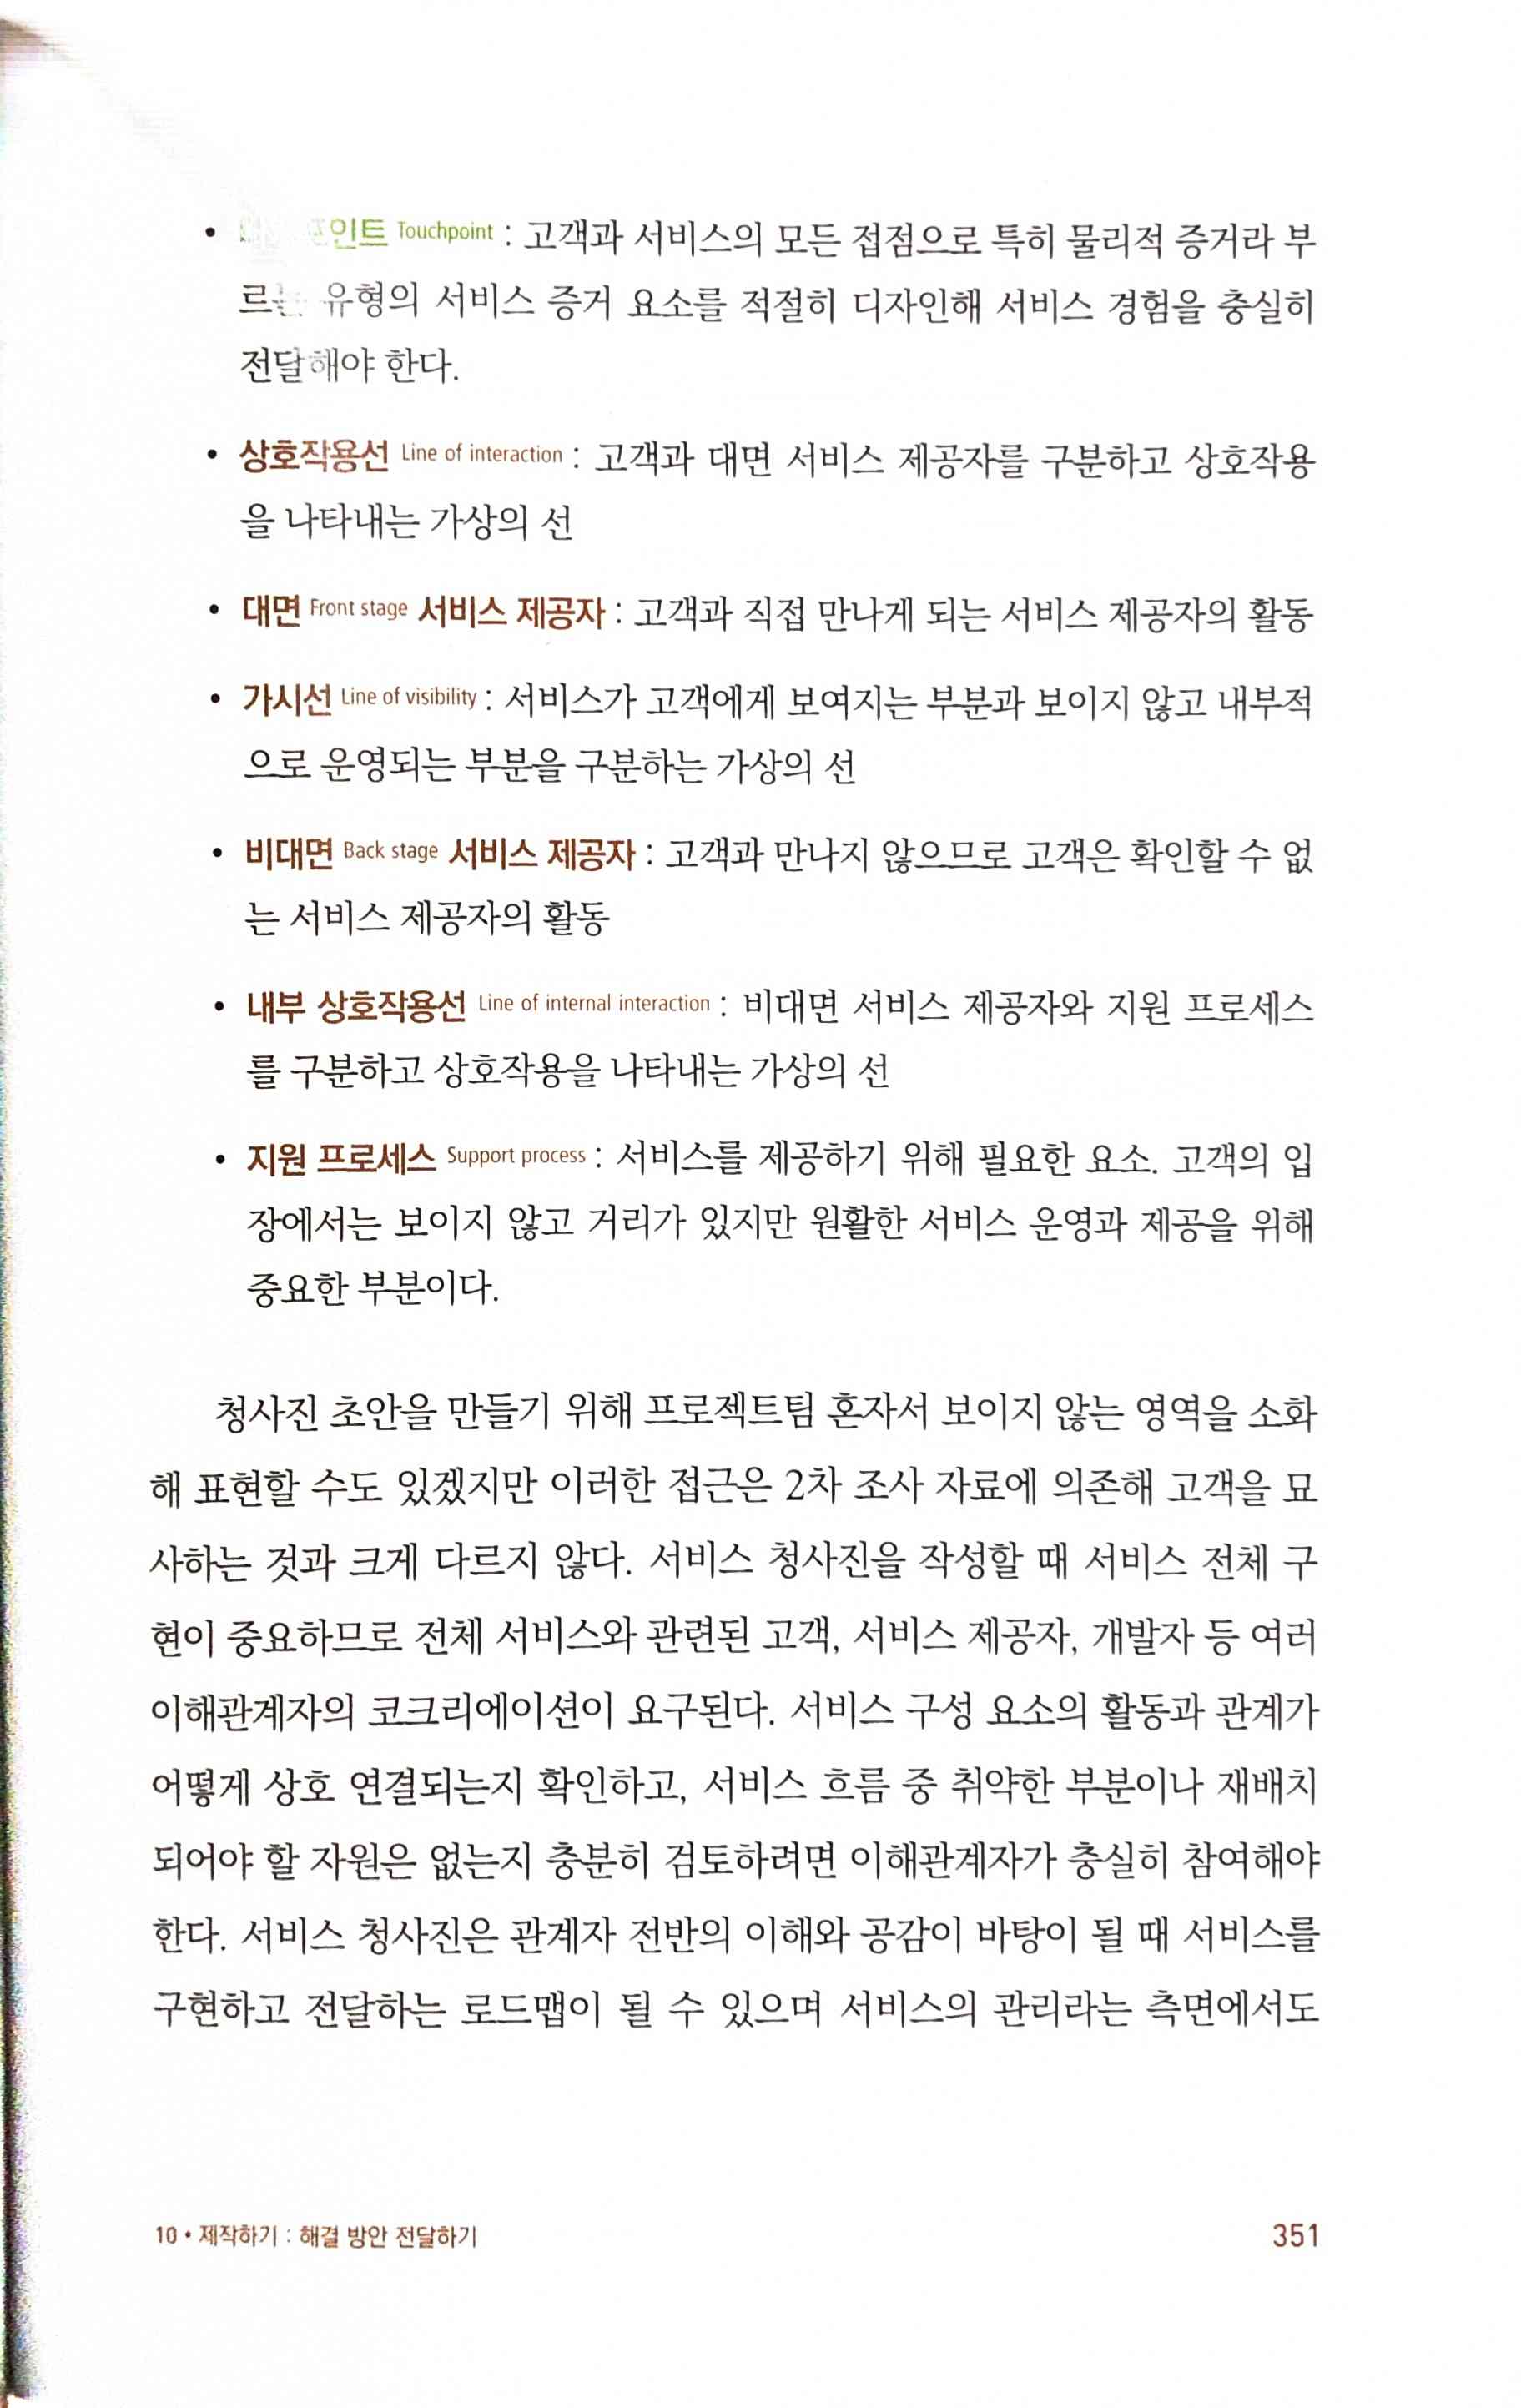 • 인트 Touchpoint : 고객과 서비스의 모든 접점으로 특히 물리적 증거라 부
르는 유형의 서비스 증거 요소를 적절히 디자인해 서비스 경험을 충실히
전달해야 한다.
• 상호작용선 Line of interaction : 고객과 대면 서비스 제공자를 구분하고 상호작용
을 나타내는 가상의 선
• 대면 Front stage 서비스 제공자 : 고객과 직접 만나게 되는 서비스 제공자의 활동
• 가시선 Line of visibility : 서비스가 고객에게 보여지는 부분과 보이지 않고 내부적
으로 운영되는 부분을 구분하는 가상의 선
• 비대면 Back stage 서비스 제공자 : 고객과 만나지 않으므로 고객은 확인할 수 없
는 서비스 제공자의 활동
• 내부 상호작용선 Line of internal interaction : 비대면 서비스 제공자와 지원 프로세스
를 구분하고 상호작용을 나타내는 가상의 선
• 지원 프로세스 Support process : 서비스를 제공하기 위해 필요한 요소. 고객의 입
장에서는 보이지 않고 거리가 있지만 원활한 서비스 운영과 제공을 위해
중요한 부분이다.
청사진 초안을 만들기 위해 프로젝트팀 혼자서 보이지 않는 영역을 소화
해 표현할 수도 있겠지만 이러한 접근은 2차 조사 자료에 의존해 고객을 묘
사하는 것과 크게 다르지 않다. 서비스 청사진을 작성할 때 서비스 전체 구
현이 중요하므로 전체 서비스와 관련된 고객, 서비스 제공자, 개발자 등 여러
이해관계자의 코크리에이션이 요구된다. 서비스 구성 요소의 활동과 관계가
어떻게 상호 연결되는지 확인하고, 서비스 흐름 중 취약한 부분이나 재배치
되어야 할 자원은 없는지 충분히 검토하려면 이해관계자가 충실히 참여해야
한다. 서비스 청사진은 관계자 전반의 이해와 공감이 바탕이 될 때 서비스를
구현하고 전달하는 로드맵이 될 수 있으며 서비스의 관리라는 측면에서도
10 • 제작하기 : 해결 방안 전달하기
351